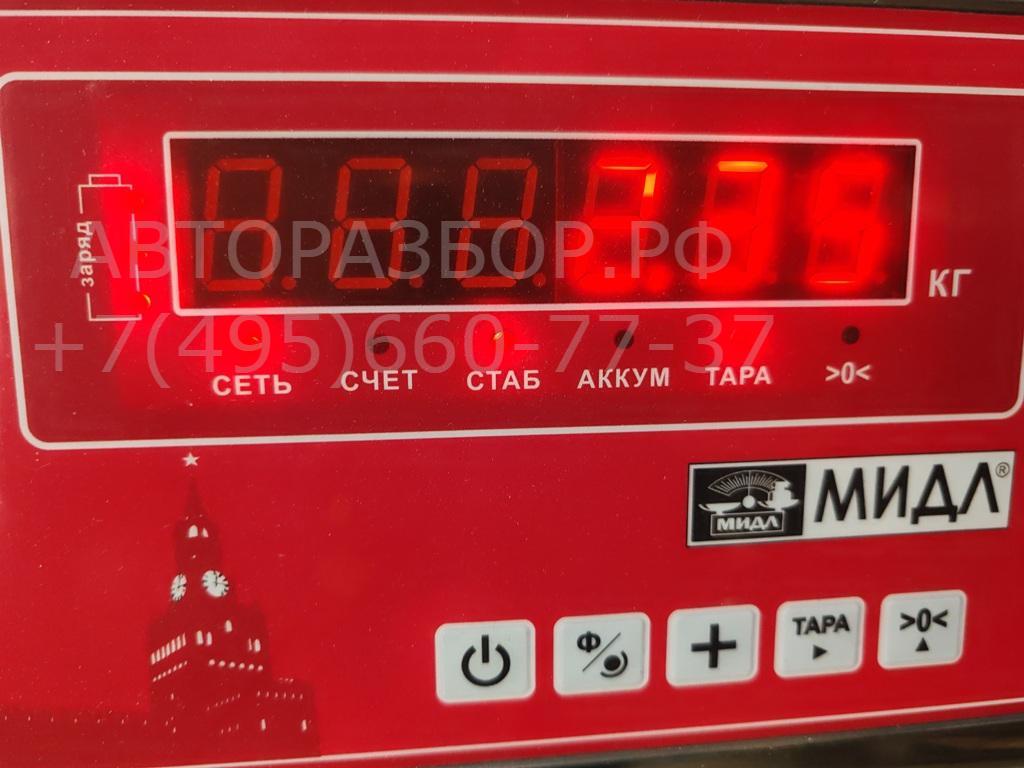 заряд
АВТОРАЗБОР.РФ
КГ
+7(495)660-77-37
СЕТЬ СЧЕТ СТАБ АККУМ ТАРА >0<
МИДЛ МИДЛ®
Ф ТАРА >0<